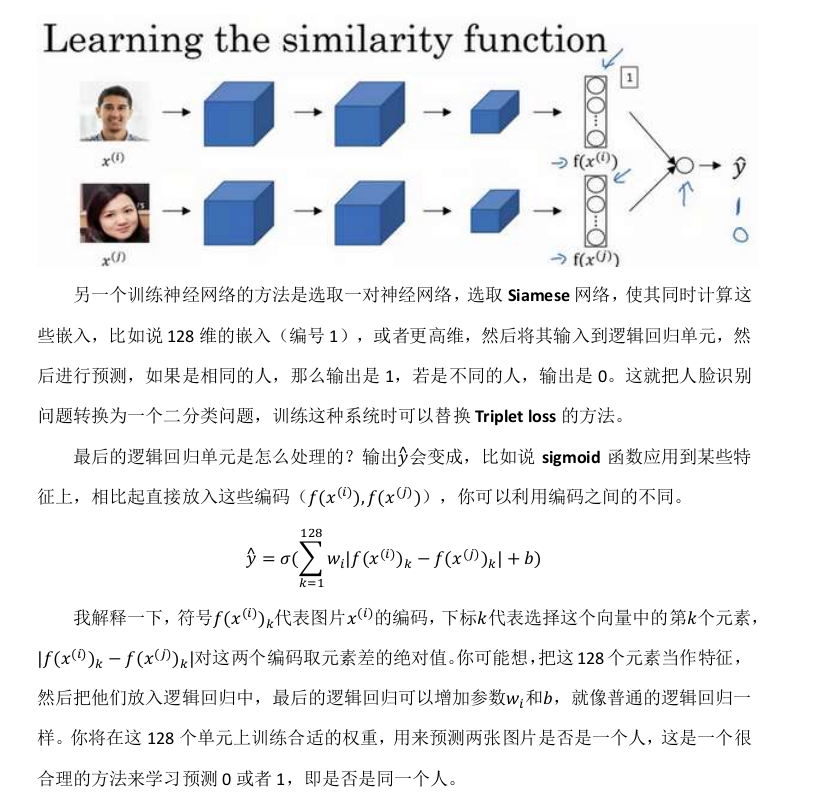 Learning the similarity function
1
x⁽ⁱ⁾
f(x⁽ⁱ⁾)
ŷ
1
0
x⁽ʲ⁾
f(x⁽ʲ⁾)
另一个训练神经网络的方法是选取一对神经网络，选取 Siamese 网络，使其同时计算这
些嵌入，比如说 128 维的嵌入（编号 1），或者更高维，然后将其输入到逻辑回归单元，然
后进行预测，如果是相同的人，那么输出是 1，若是不同的人，输出是 0。这就把人脸识别
问题转换为一个二分类问题，训练这种系统时可以替换 Triplet loss 的方法。
最后的逻辑回归单元是怎么处理的？输出ŷ会变成，比如说 sigmoid 函数应用到某些特
征上，相比起直接放入这些编码（f(x⁽ⁱ⁾),f(x⁽ʲ⁾)），你可以利用编码之间的不同。
ŷ = σ(∑_{k=1}^{128} wᵢ|f(x⁽ⁱ⁾)ₖ − f(x⁽ʲ⁾)ₖ| + b)
我解释一下，符号f(x⁽ⁱ⁾)ₖ代表图片x⁽ⁱ⁾的编码，下标k代表选择这个向量中的第k个元素，
|f(x⁽ⁱ⁾)ₖ − f(x⁽ʲ⁾)ₖ|对这两个编码取元素差的绝对值。你可能想，把这 128 个元素当作特征，
然后把他们放入逻辑回归中，最后的逻辑回归可以增加参数wᵢ和b，就像普通的逻辑回归一
样。你将在这 128 个单元上训练合适的权重，用来预测两张图片是否是一个人，这是一个很
合理的方法来学习预测 0 或者 1，即是否是同一个人。